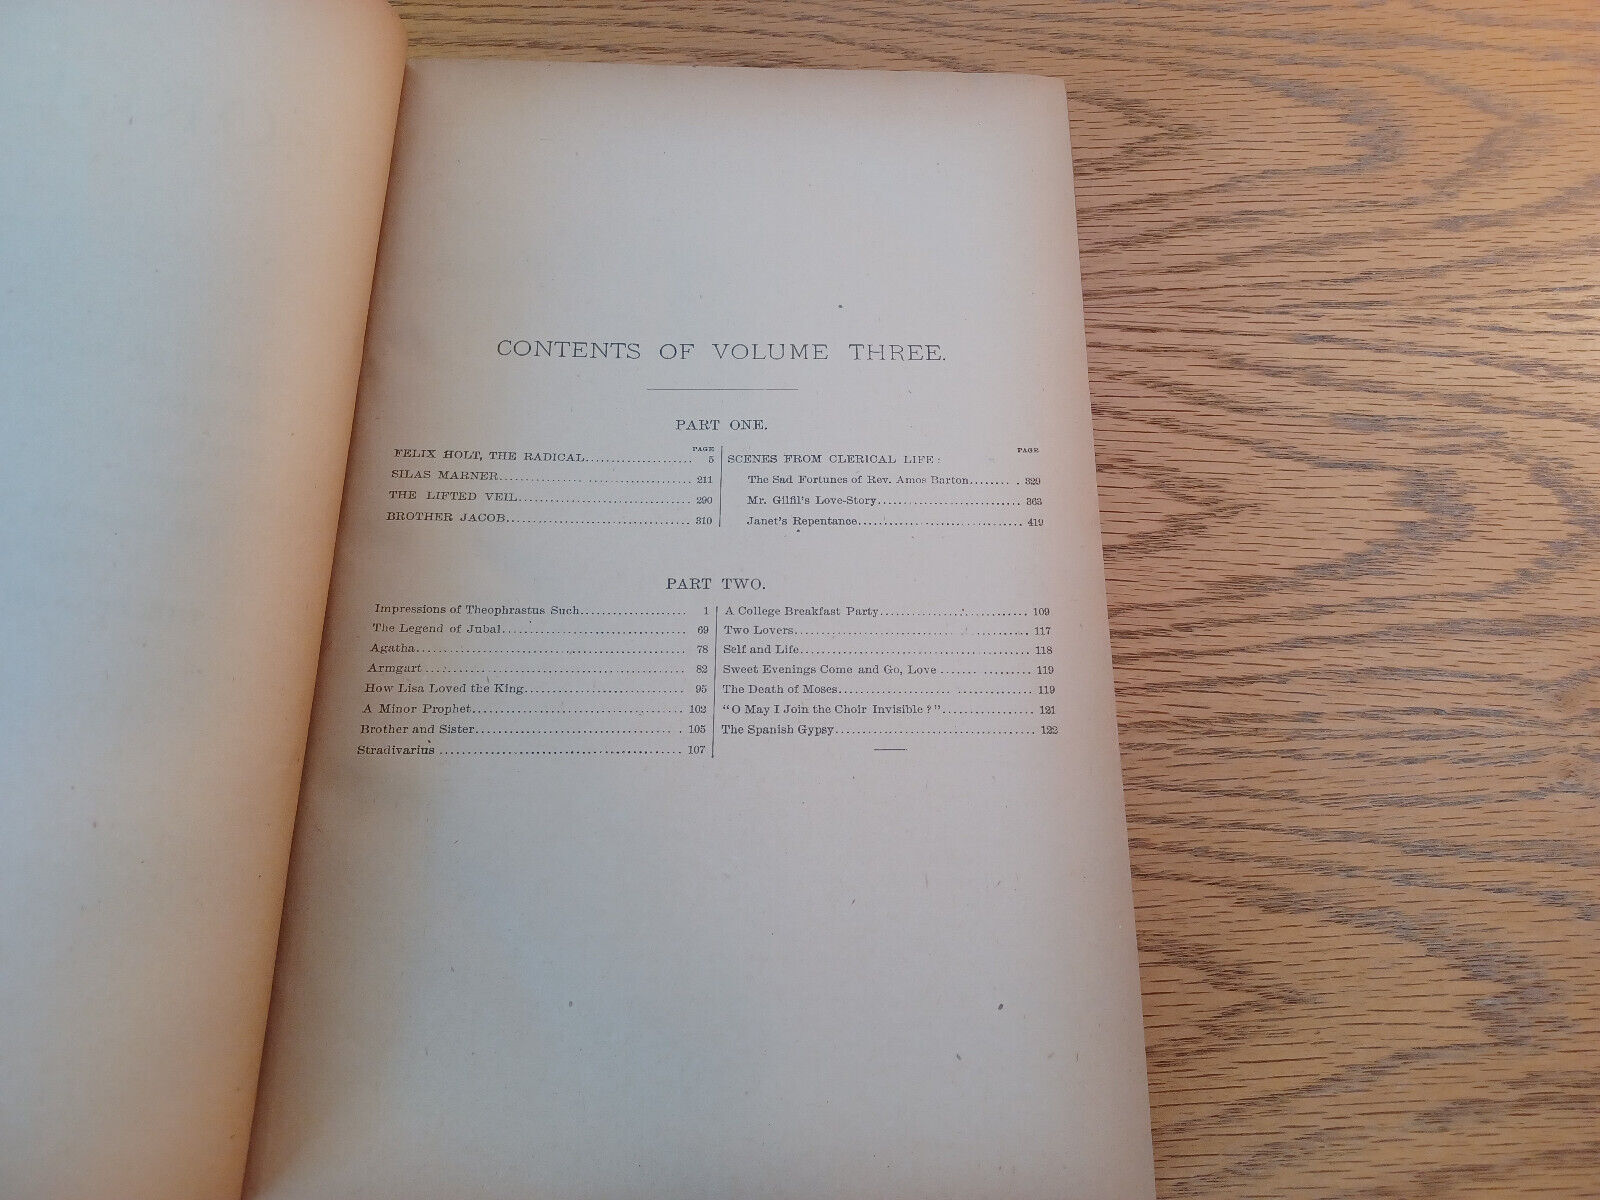 CONTENTS OF VOLUME THREE.
PART ONE.
PAGE
FELIX HOLT, THE RADICAL..................... 5
SILAS MARNER..................................... 211
THE LIFTED VEIL................................. 290
BROTHER JACOB................................... 310
PAGE
SCENES FROM CLERICAL LIFE:
The Sad Fortunes of Rev. Amos Barton......... 329
Mr. Gilfil's Love-Story............................ 363
Janet's Repentance............................... 419
PART TWO.
Impressions of Theophrastus Such.................... 1
The Legend of Jubal.................................. 69
Agatha................................................ 78
Armgart.............................................. 82
How Lisa Loved the King............................. 95
A Minor Prophet..................................... 102
Brother and Sister................................... 105
Stradivarius.......................................... 107
A College Breakfast Party............................ 109
Two Lovers........................................... 117
Self and Life.......................................... 118
Sweet Evenings Come and Go, Love................ 119
The Death of Moses.................................. 119
"O May I Join the Choir Invisible?"................. 121
The Spanish Gypsy................................... 122